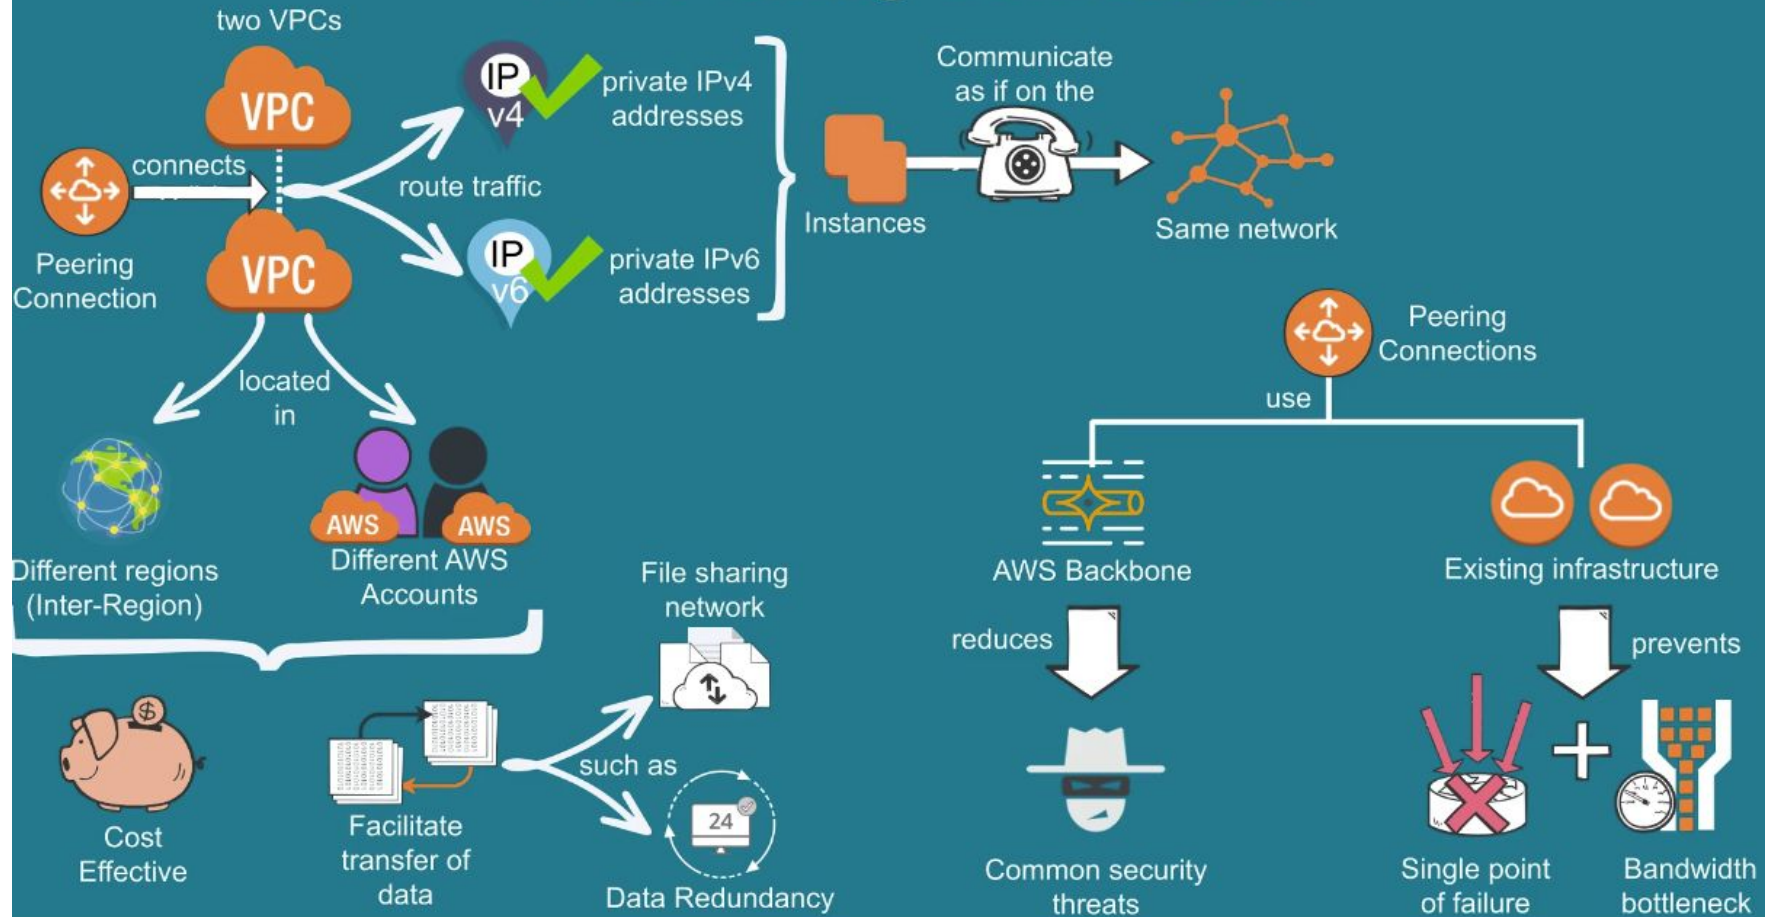 two VPCs
VPC
connects
VPC
Peering
Connection
route traffic
IP
v4
private IPv4
addresses
IP
v6
private IPv6
addresses
Instances
Communicate
as if on the
Same network
located
in
Different regions
(Inter-Region)
AWS
AWS
Different AWS
Accounts
Cost
Effective
Facilitate
transfer of
data
such as
File sharing
network
24
Data Redundancy
Peering
Connections
use
AWS Backbone
reduces
Common security
threats
Existing infrastructure
prevents
Single point
of failure
Bandwidth
bottleneck